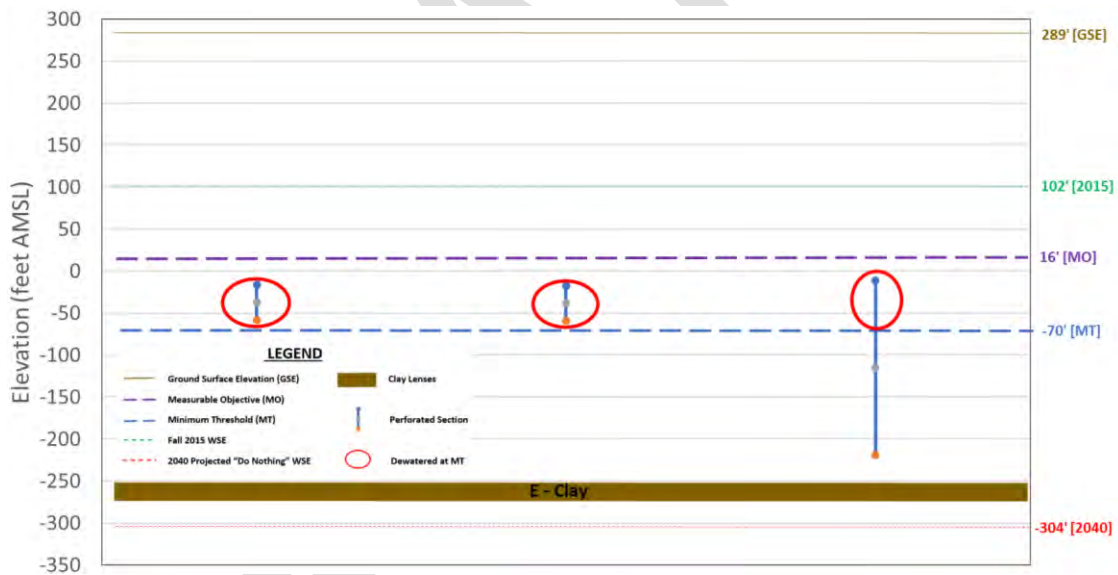 300
289' [GSE]
250
200
150
102' [2015]
100
50
16' [MO]
0
-50
-70' [MT]
-100
-150
-200
-250
-300
-304' [2040]
-350
Elevation (feet AMSL)
LEGEND
Ground Surface Elevation (GSE)
Clay Lenses
Measurable Objective (MO)
Minimum Threshold (MT)
Perforated Section
Fall 2015 WSE
2040 Projected "Do Nothing" WSE
Dewatered at MT
E - Clay